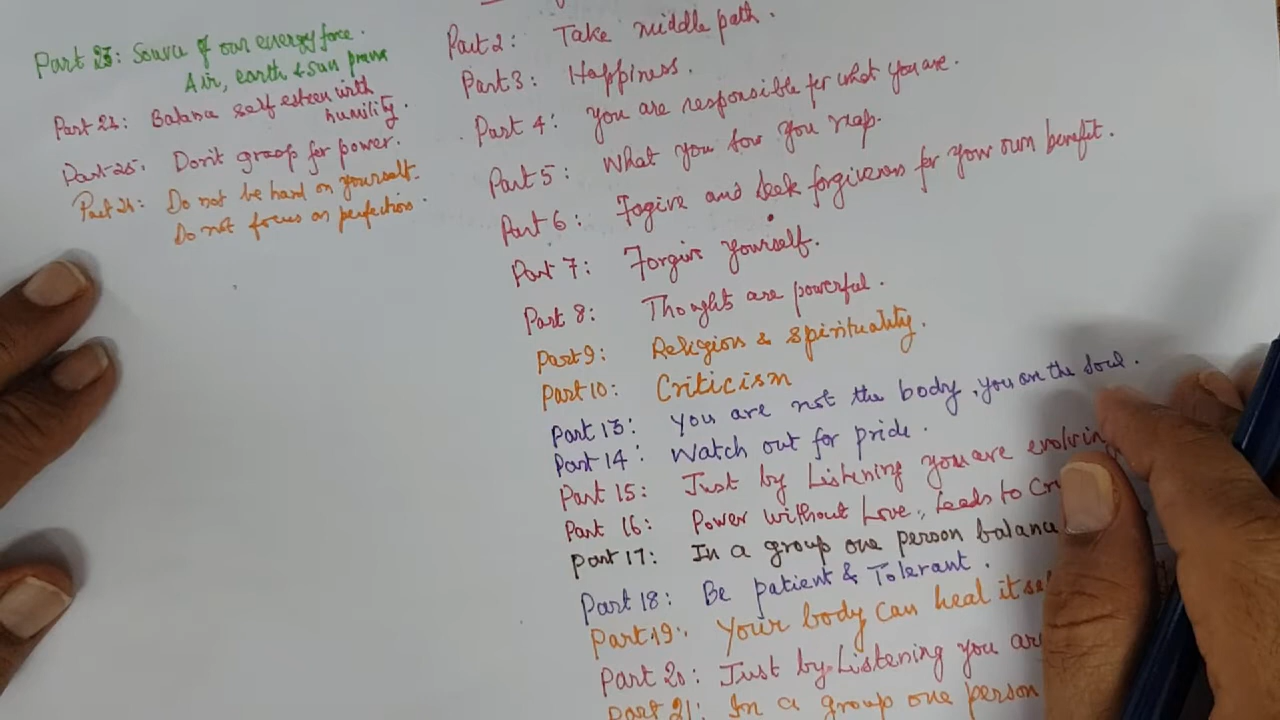 Part 23: Source of our energy force.
Air, earth & sun prana
Part 24: Balance self esteem with
humility.
Part 25: Don't grasp for power.
Part 26: Do not be hard on yourself.
Do not focus on perfection.
Part 2: Take middle path.
Part 3: Happiness.
Part 4: You are responsible for what you are.
Part 5: What you sow you reap.
Part 6: Fogive and seek forgiveness for your own benefit.
Part 7: Forgive yourself.
Part 8: Thoughts are powerful.
Part 9: Religion & Spirituality.
Part 10: Criticism
Part 13: You are not the body, you are the soul.
Part 14: Watch out for pride.
Part 15: Just by Listening you are evolving
Part 16: Power without Love, Leads to
Part 17: In a group one person balance
Part 18: Be patient & Tolerant.
Part 19: Your body can heal itself
Part 20: Just by Listening you are
Part 21: In a group one person